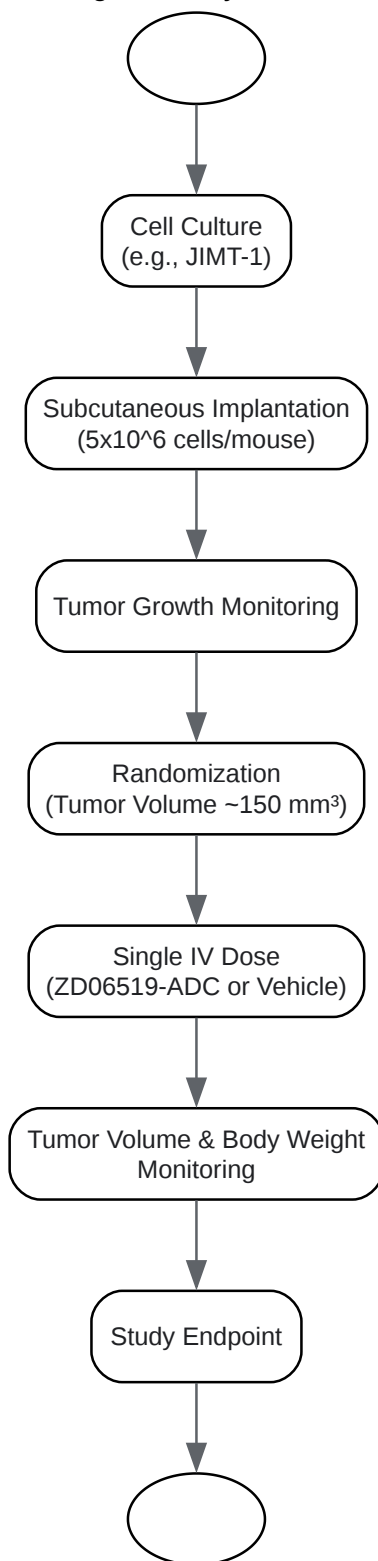 Cell Culture
(e.g., JIMT-1)
Subcutaneous Implantation
(5x10^6 cells/mouse)
Tumor Growth Monitoring
Randomization
(Tumor Volume ~150 mm³)
Single IV Dose
(ZD06519-ADC or Vehicle)
Tumor Volume & Body Weight
Monitoring
Study Endpoint